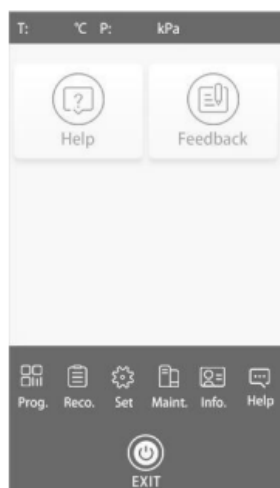 T: °C P: kPa
Help Feedback
Prog. Reco. Set Maint. Info. Help
EXIT